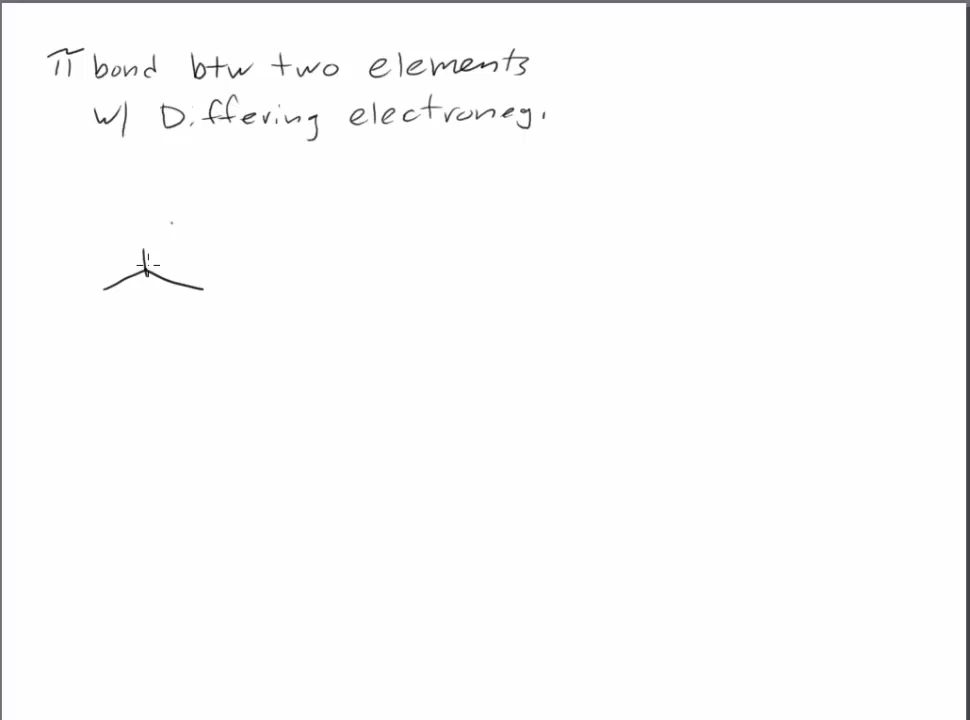 π bond btw two elements
w/ Differing electroneg.